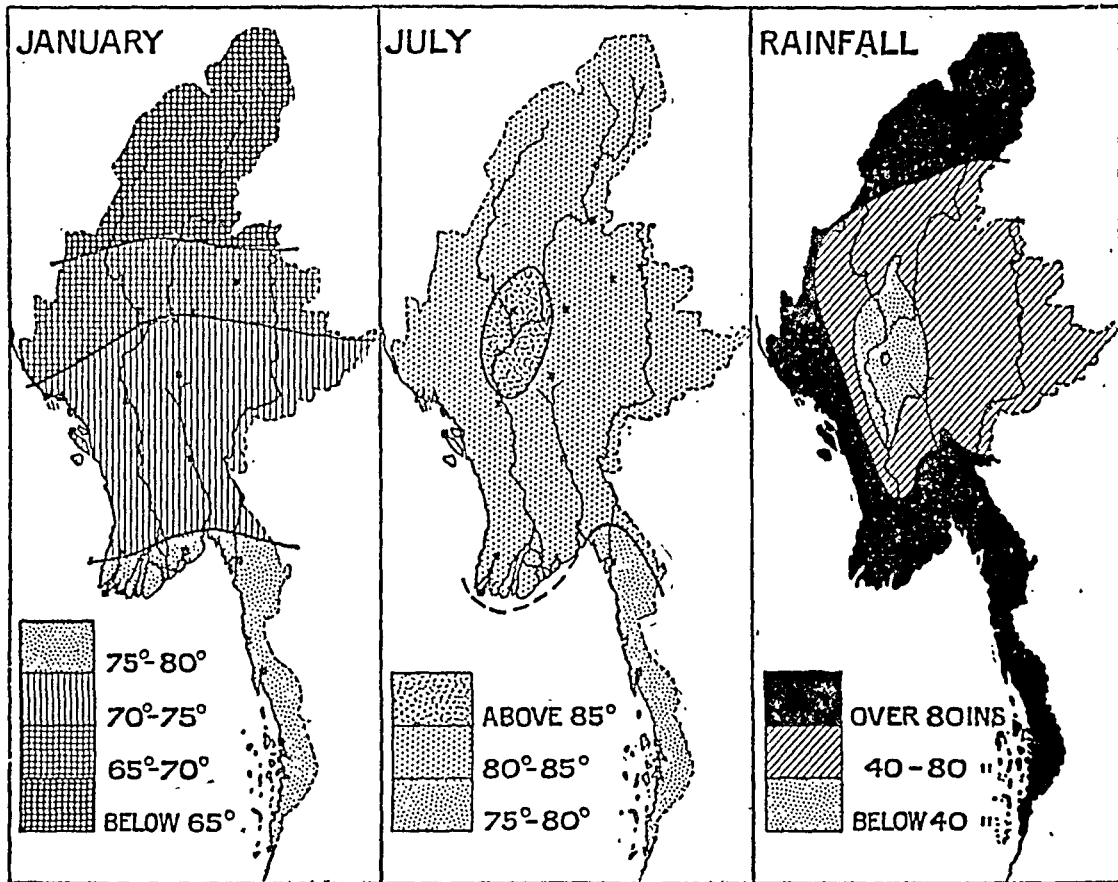 JANUARY
75°-80°
70°-75°
65°-70°
BELOW 65°
JULY
ABOVE 85°
80°-85°
75°-80°
RAINFALL
OVER 80INS
40-80 "
BELOW 40 "